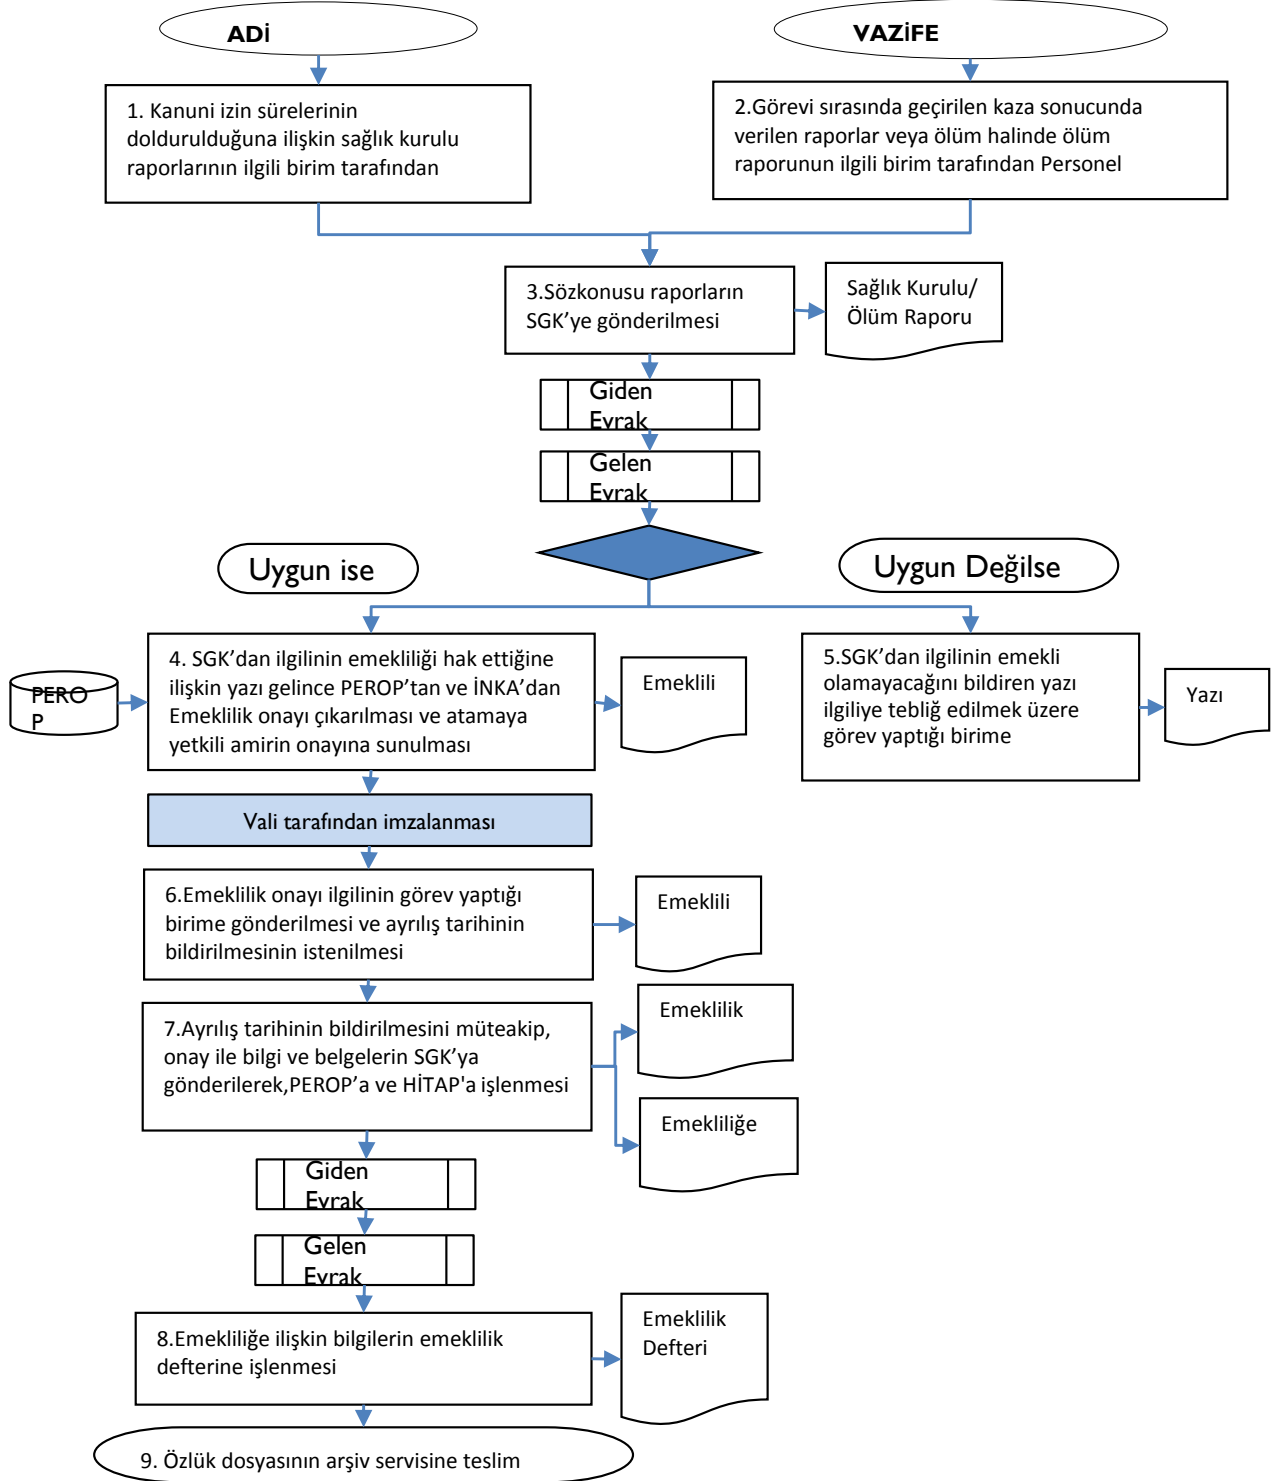 ADİ
VAZİFE
1. Kanuni izin sürelerinin
doldurulduğuna ilişkin sağlık kurulu
raporlarının ilgili birim tarafından
2.Görevi sırasında geçirilen kaza sonucunda
verilen raporlar veya ölüm halinde ölüm
raporunun ilgili birim tarafından Personel
3.Sözkonusu raporların
SGK’ye gönderilmesi
Sağlık Kurulu/
Ölüm Raporu
Giden
Evrak
Gelen
Evrak
Uygun ise
Uygun Değilse
PERO
P
4. SGK’dan ilgilinin emekliliği hak ettiğine
ilişkin yazı gelince PEROP’tan ve İNKA’dan
Emeklilik onayı çıkarılması ve atamaya
yetkili amirin onayına sunulması
Emeklili
5.SGK’dan ilgilinin emekli
olamayacağını bildiren yazı
ilgiliye tebliğ edilmek üzere
görev yaptığı birime
Yazı
Vali tarafından imzalanması
6.Emeklilik onayı ilgilinin görev yaptığı
birime gönderilmesi ve ayrılış tarihinin
bildirilmesinin istenilmesi
Emeklili
7.Ayrılış tarihinin bildirilmesini müteakip,
onay ile bilgi ve belgelerin SGK’ya
gönderilerek,PEROP’a ve HİTAP'a işlenmesi
Emeklilik
Emekliliğe
Giden
Evrak
Gelen
Evrak
8.Emekliliğe ilişkin bilgilerin emeklilik
defterine işlenmesi
Emeklilik
Defteri
9. Özlük dosyasının arşiv servisine teslim